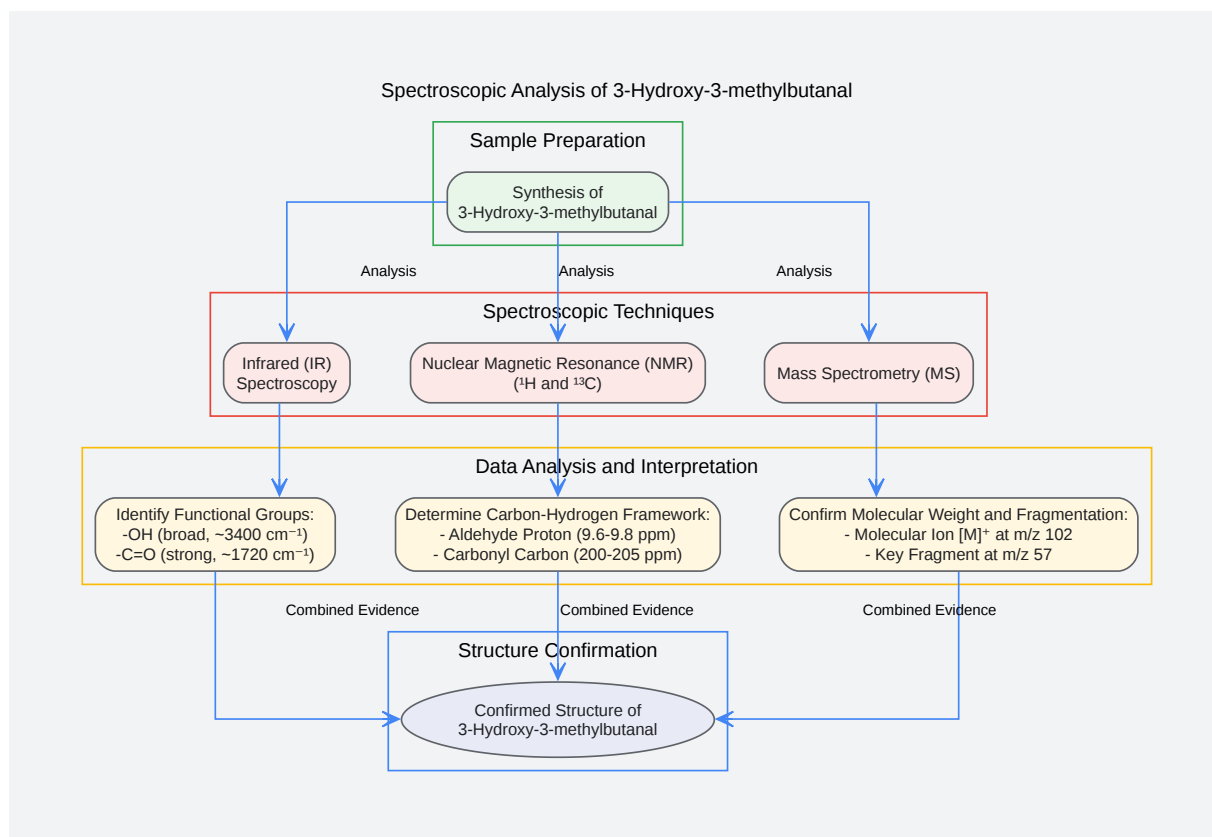 Spectroscopic Analysis of 3-Hydroxy-3-methylbutanal
Sample Preparation
Synthesis of
3-Hydroxy-3-methylbutanal
Analysis
Analysis
Analysis
Spectroscopic Techniques
Infrared (IR)
Spectroscopy
Nuclear Magnetic Resonance (NMR)
(¹H and ¹³C)
Mass Spectrometry (MS)
Data Analysis and Interpretation
Identify Functional Groups:
-OH (broad, ~3400 cm⁻¹)
-C=O (strong, ~1720 cm⁻¹)
Determine Carbon-Hydrogen Framework:
- Aldehyde Proton (9.6-9.8 ppm)
- Carbonyl Carbon (200-205 ppm)
Confirm Molecular Weight and Fragmentation:
- Molecular Ion [M]⁺ at m/z 102
- Key Fragment at m/z 57
Combined Evidence
Combined Evidence
Combined Evidence
Structure Confirmation
Confirmed Structure of
3-Hydroxy-3-methylbutanal